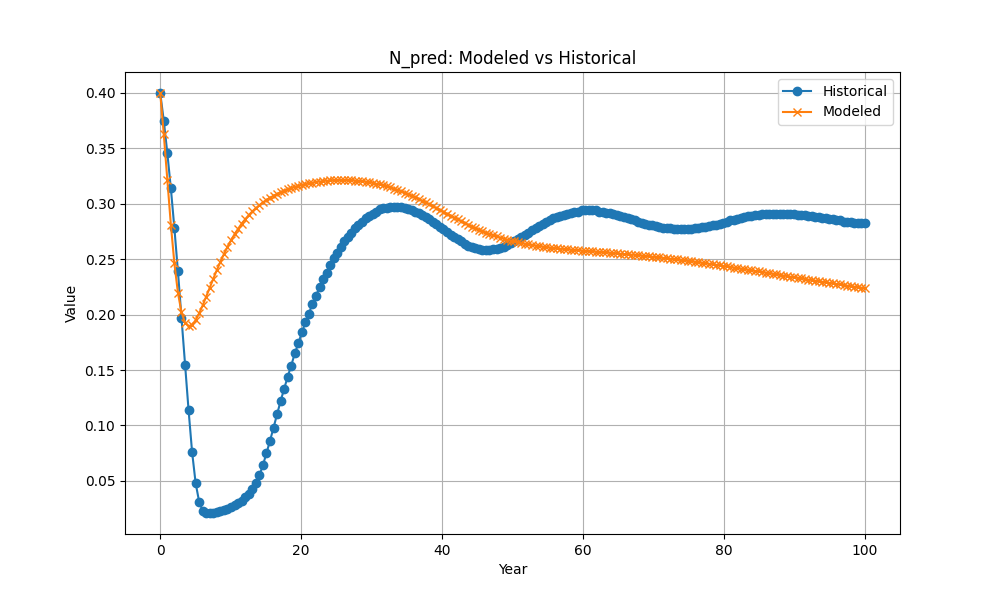 N_pred: Modeled vs Historical
Historical
Modeled
Value
0.40
0.35
0.30
0.25
0.20
0.15
0.10
0.05
0 20 40 60 80 100
Year